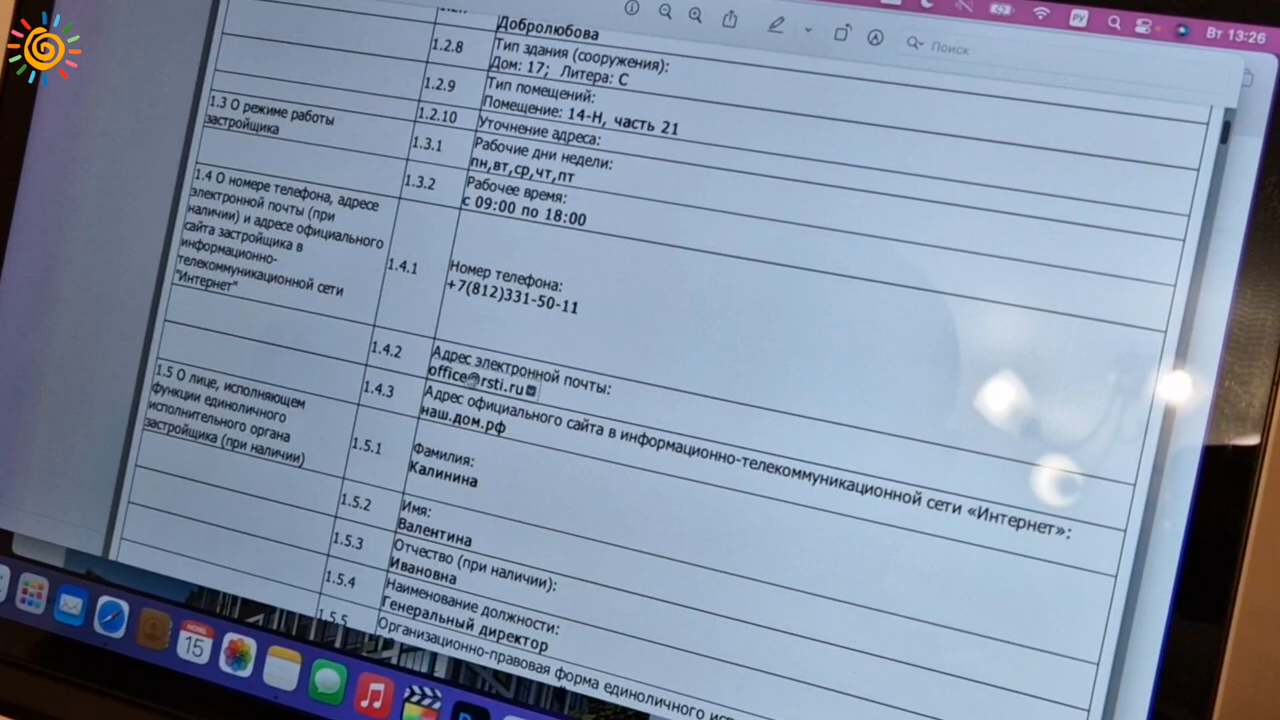 РУ
Вт 13:26
Поиск
Добролюбова
1.2.8
Тип здания (сооружения):
Дом: 17; Литера: С
1.2.9
Тип помещений:
Помещение: 14-Н, часть 21
1.2.10
Уточнение адреса:
1.3 О режиме работы
застройщика
1.3.1
Рабочие дни недели:
пн,вт,ср,чт,пт
1.3.2
Рабочее время:
с 09:00 по 18:00
1.4 О номере телефона, адресе
электронной почты (при
наличии) и адресе официального
сайта застройщика в
информационно-
телекоммуникационной сети
"Интернет"
1.4.1
Номер телефона:
+7(812)331-50-11
1.4.2
Адрес электронной почты:
office@rsti.ru
1.4.3
Адрес официального сайта в информационно-телекоммуникационной сети «Интернет»:
наш.дом.рф
1.5 О лице, исполняющем
функции единоличного
исполнительного органа
застройщика (при наличии)
1.5.1
Фамилия:
Калинина
1.5.2
Имя:
Валентина
1.5.3
Отчество (при наличии):
Ивановна
1.5.4
Наименование должности:
Генеральный директор
1.5.5
Организационно-правовая форма единоличного
15